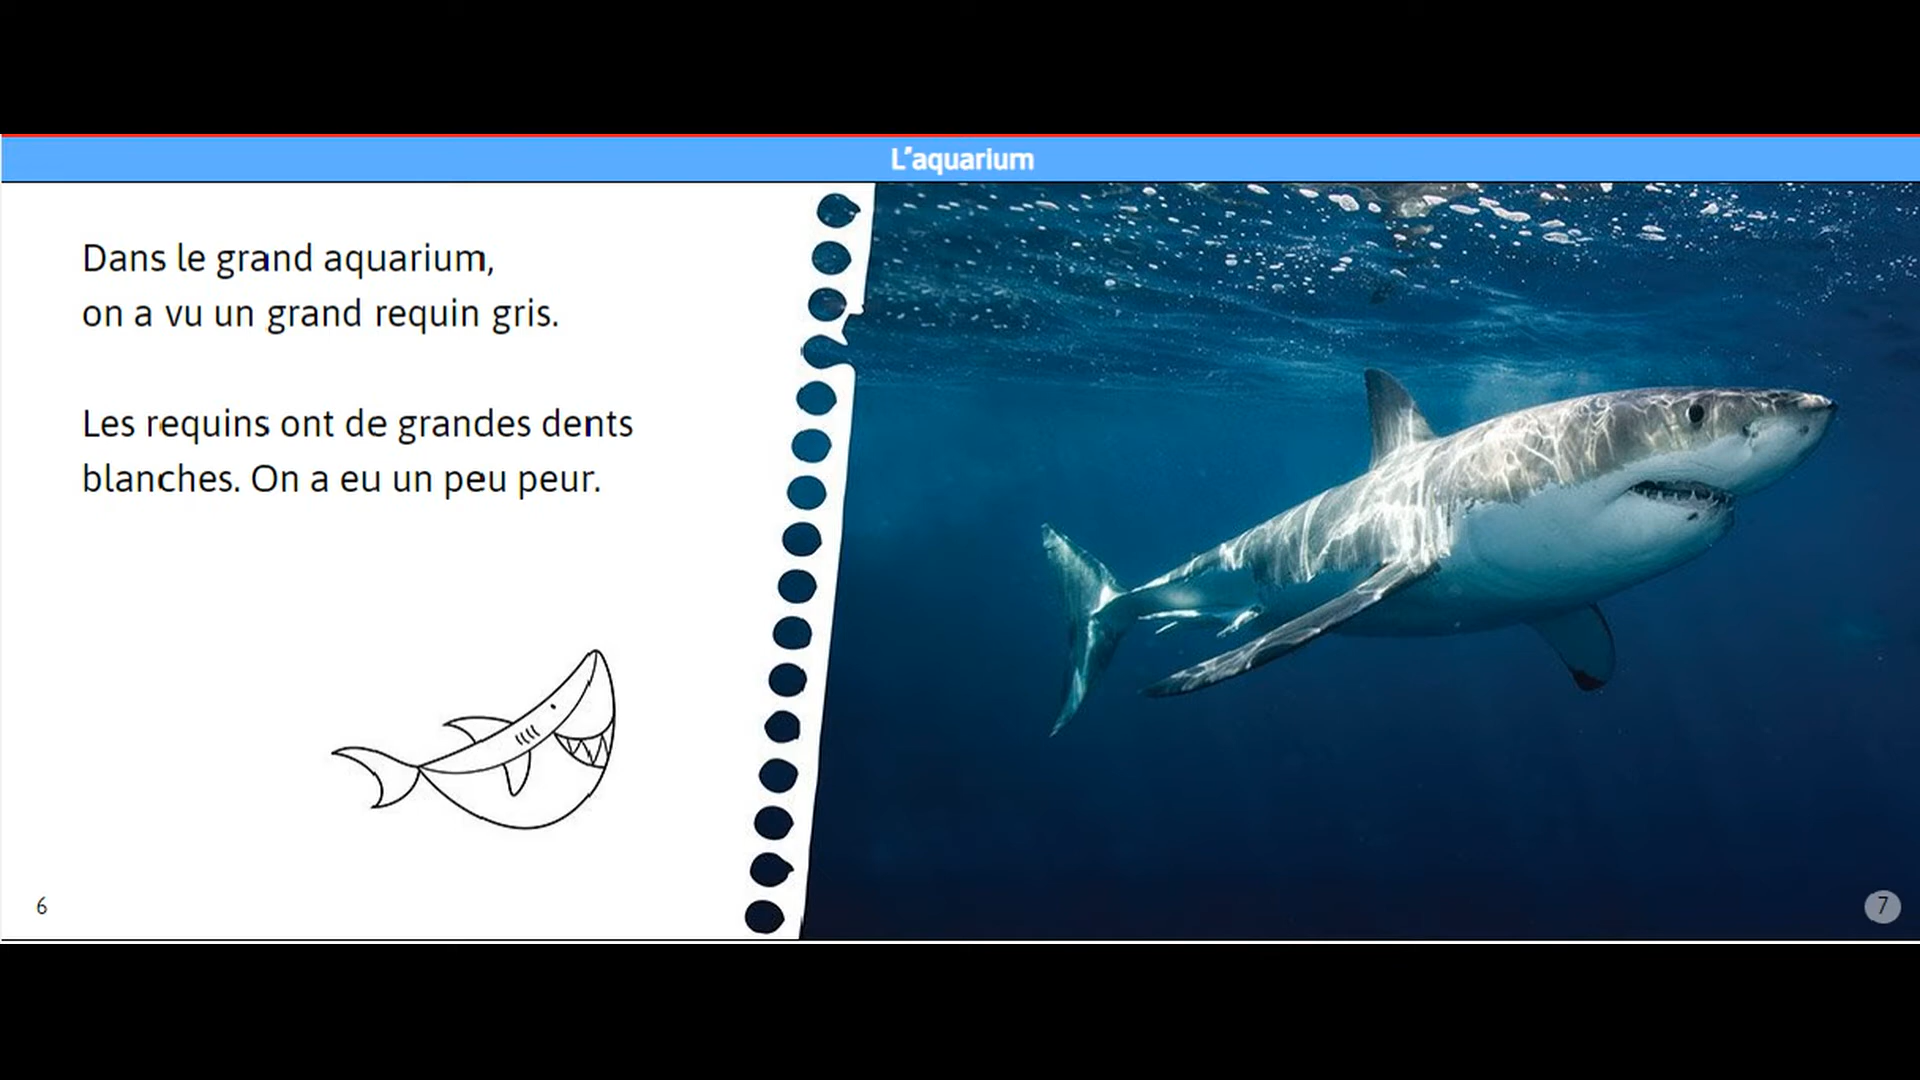 L'aquarium
Dans le grand aquarium,
on a vu un grand requin gris.
Les requins ont de grandes dents
blanches. On a eu un peu peur.
6
7